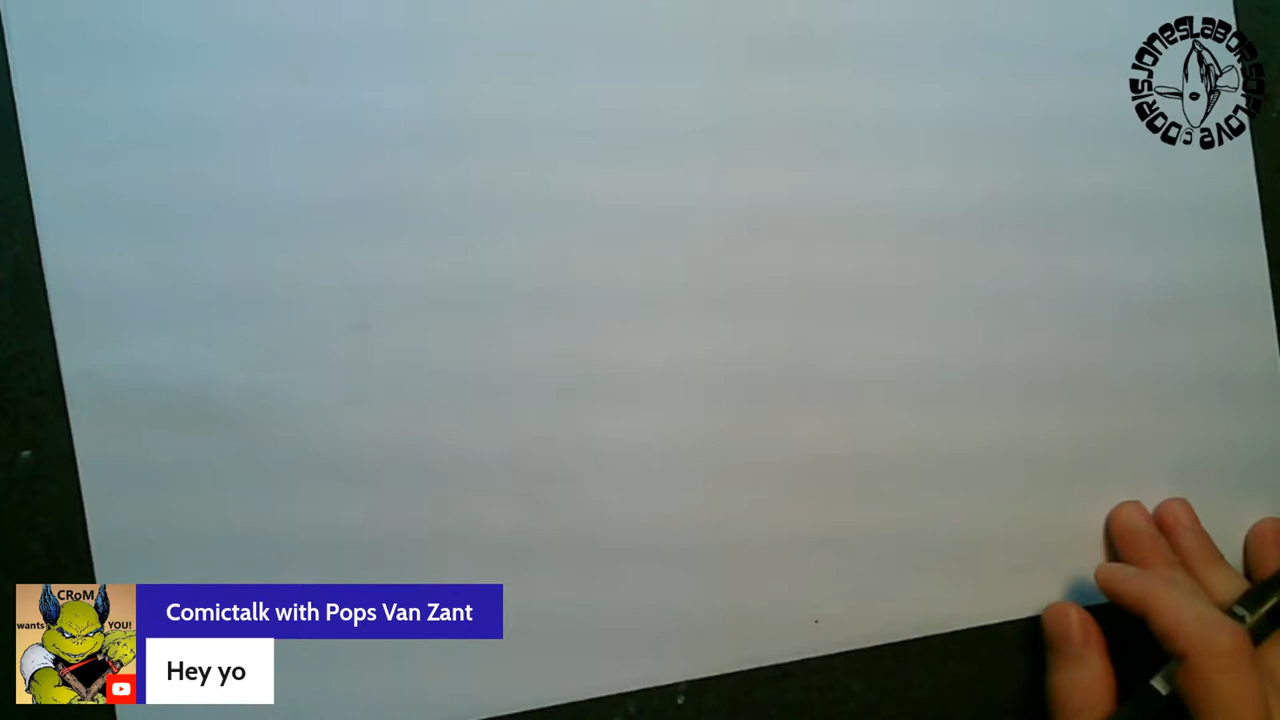 DORISJONESLABORSOFLOVE
CRoM
wants YOU!
Comictalk with Pops Van Zant
Hey yo